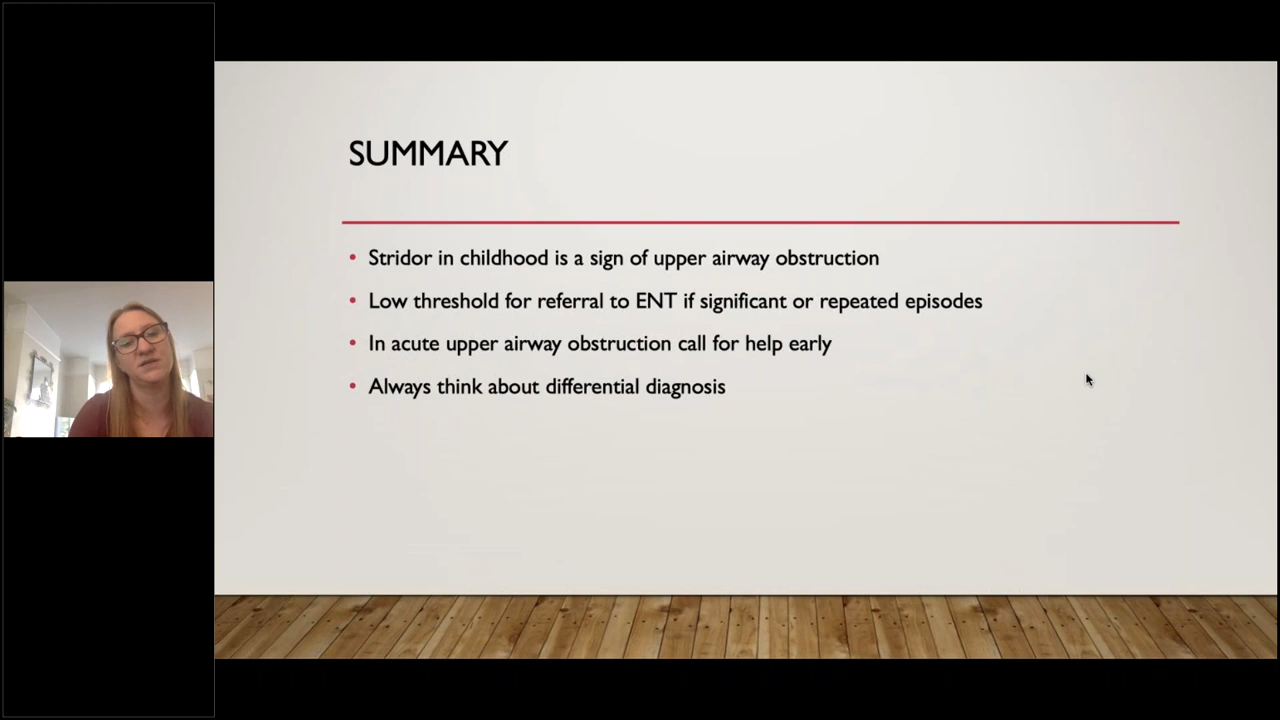 SUMMARY
• Stridor in childhood is a sign of upper airway obstruction
• Low threshold for referral to ENT if significant or repeated episodes
• In acute upper airway obstruction call for help early
• Always think about differential diagnosis